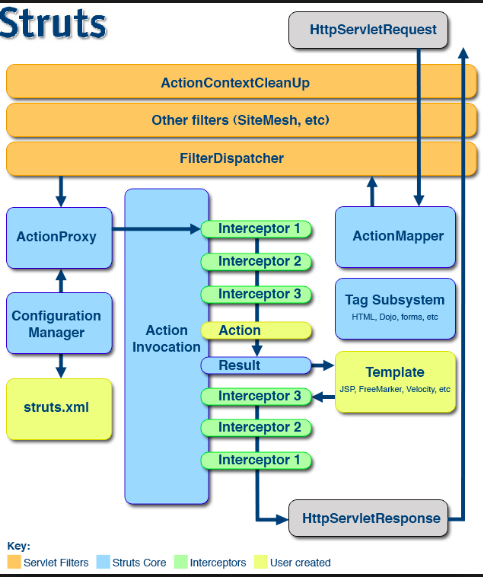 Struts
HttpServletRequest
ActionContextCleanUp
Other filters (SiteMesh, etc)
FilterDispatcher
ActionProxy
Interceptor 1
ActionMapper
Interceptor 2
Interceptor 3
Tag Subsystem
HTML, Dojo, forms, etc
Configuration
Manager
Action
Invocation
Action
Result
Template
JSP, FreeMarker, Velocity, etc
struts.xml
Interceptor 3
Interceptor 2
Interceptor 1
HttpServletResponse
Key:
Servlet Filters
Struts Core
Interceptors
User created